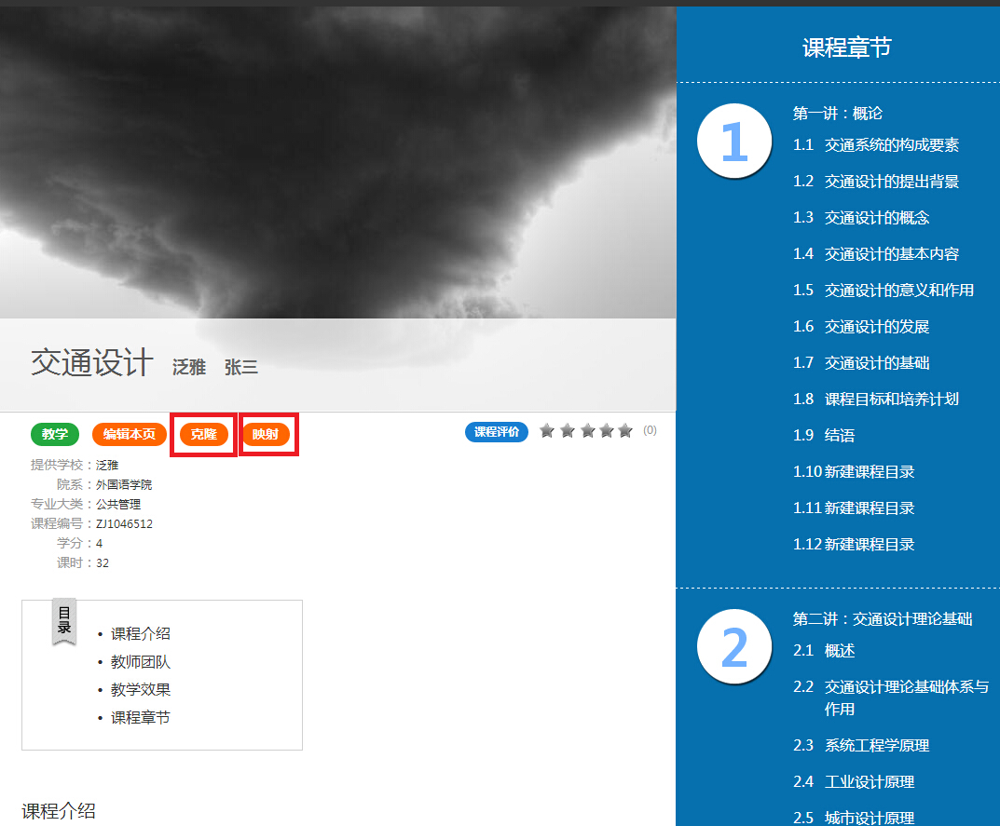 交通设计 泛雅 张三
教学 编辑本页 克隆 映射 课程评价 (0)
提供学校：泛雅
院系：外国语学院
专业大类：公共管理
课程编号：ZJ1046512
学分：4
课时：32
目录
• 课程介绍
• 教师团队
• 教学效果
• 课程章节
课程介绍
课程章节
1
第一讲：概论
1.1 交通系统的构成要素
1.2 交通设计的提出背景
1.3 交通设计的概念
1.4 交通设计的基本内容
1.5 交通设计的意义和作用
1.6 交通设计的发展
1.7 交通设计的基础
1.8 课程目标和培养计划
1.9 结语
1.10 新建课程目录
1.11 新建课程目录
1.12 新建课程目录
2
第二讲：交通设计理论基础
2.1 概述
2.2 交通设计理论基础体系与
作用
2.3 系统工程学原理
2.4 工业设计原理
2.5 城市设计原理